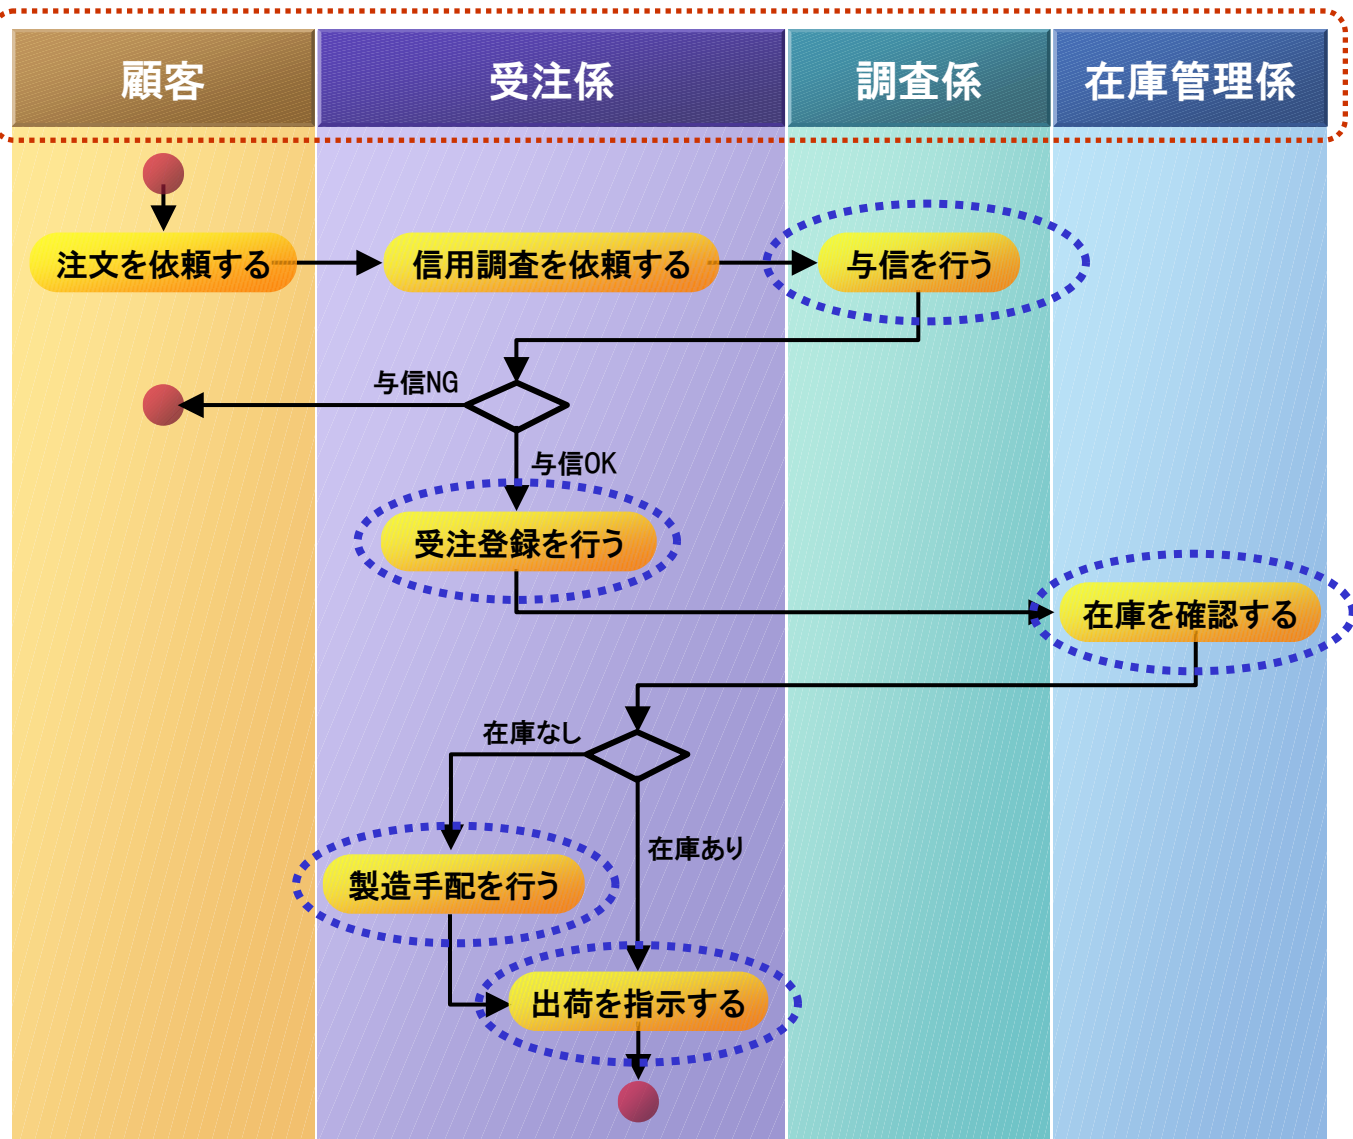 顧客
受注係
調査係
在庫管理係
注文を依頼する
信用調査を依頼する
与信を行う
与信NG
与信OK
受注登録を行う
在庫を確認する
在庫なし
在庫あり
製造手配を行う
出荷を指示する